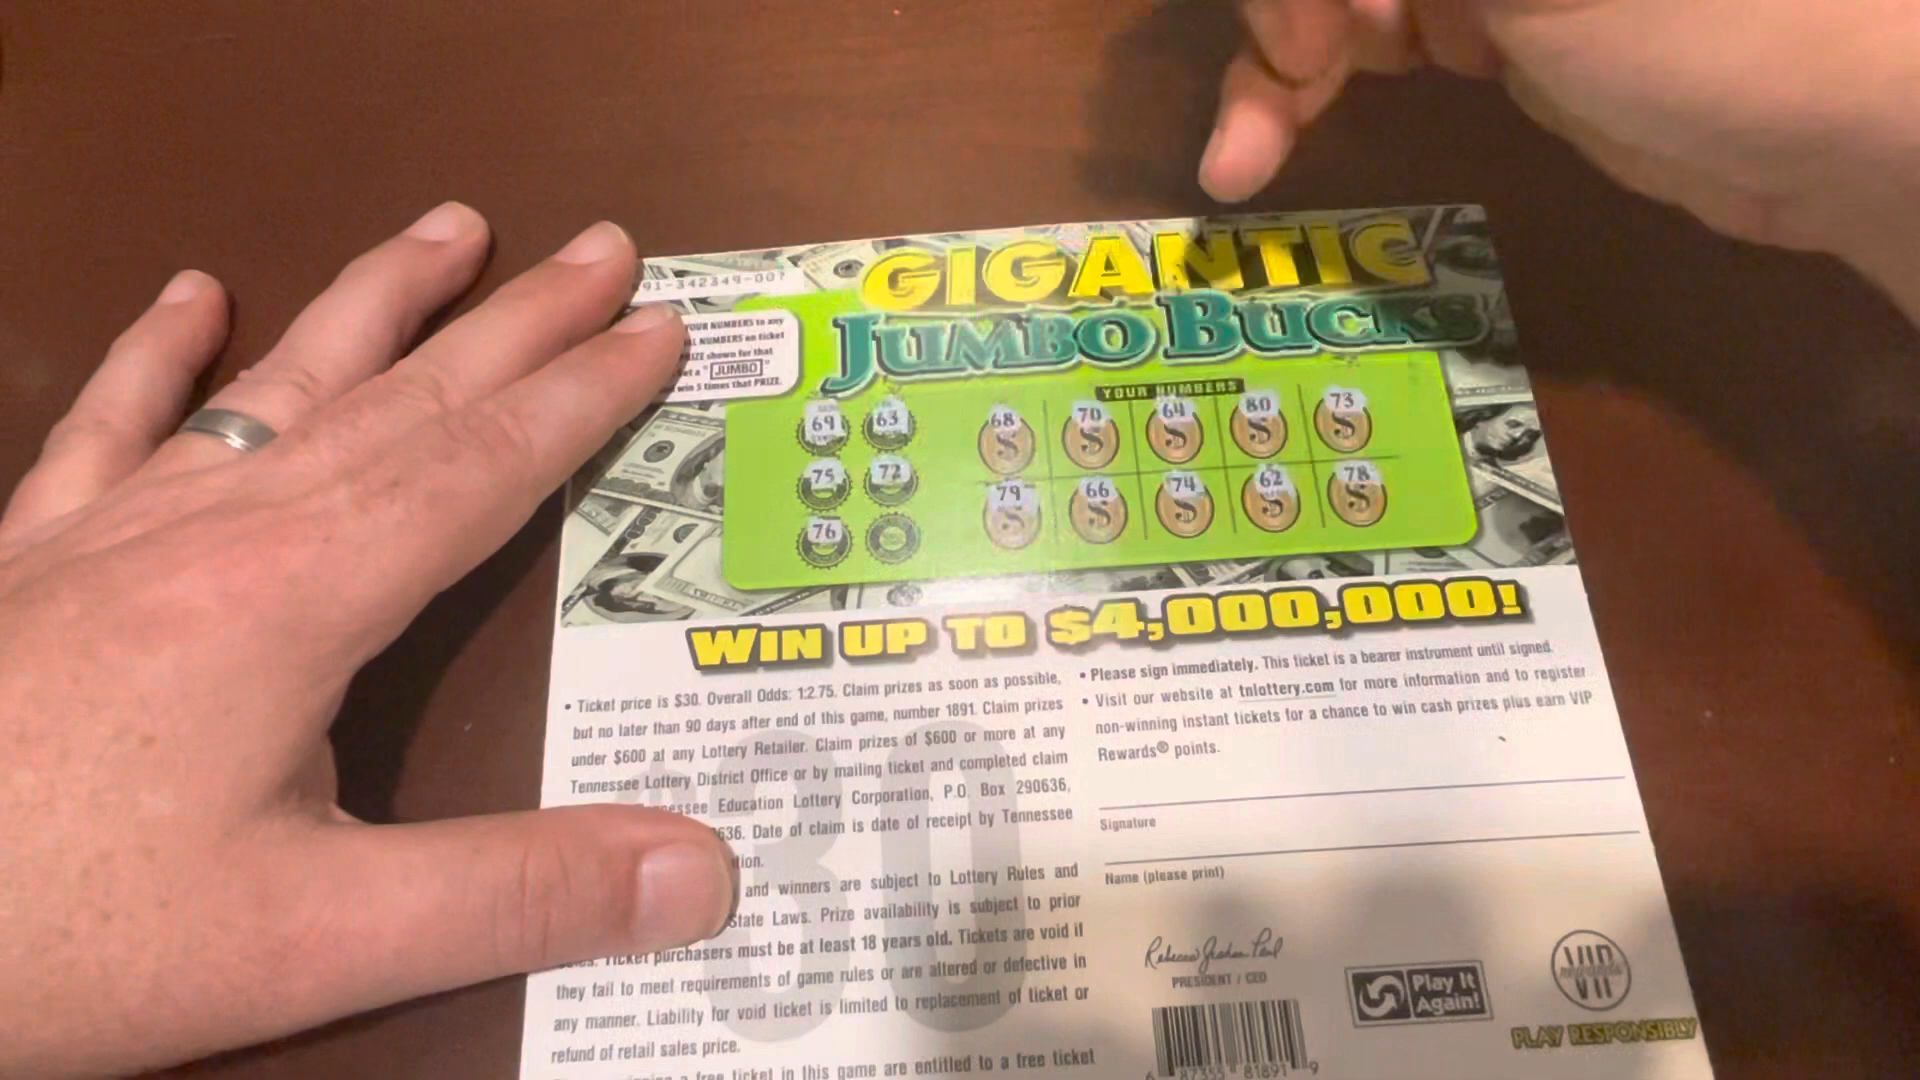 91-342349-007
GIGANTIC
JUMBO BUCKS
YOUR NUMBERS to any
NUMBERS on ticket
shown for that
a "JUMBO"
win 5 times that PRIZE.
YOUR NUMBERS
69 63 68 70 64 80 73
75 72 79 66 74 62 78
76
WIN UP TO $4,000,000!
• Ticket price is $30. Overall Odds: 1:2.75. Claim prizes as soon as possible,
but no later than 90 days after end of this game, number 1891. Claim prizes
under $600 at any Lottery Retailer. Claim prizes of $600 or more at any
Tennessee Lottery District Office or by mailing ticket and completed claim
Education Lottery Corporation, P.O. Box 290636,
Date of claim is date of receipt by Tennessee
and winners are subject to Lottery Rules and
State Laws. Prize availability is subject to prior
Ticket purchasers must be at least 18 years old. Tickets are void if
they fail to meet requirements of game rules or are altered or defective in
any manner. Liability for void ticket is limited to replacement of ticket or
refund of retail sales price.
a free ticket in this game are entitled to a free ticket
$30
• Please sign immediately. This ticket is a bearer instrument until signed.
• Visit our website at tnlottery.com for more information and to register
non-winning instant tickets for a chance to win cash prizes plus earn VIP
Rewards® points.
Signature
Name (please print)
PRESIDENT / CEO
Play It
Again!
VIP
rewards
PLAY RESPONSIBLY
6 87355 81891 9